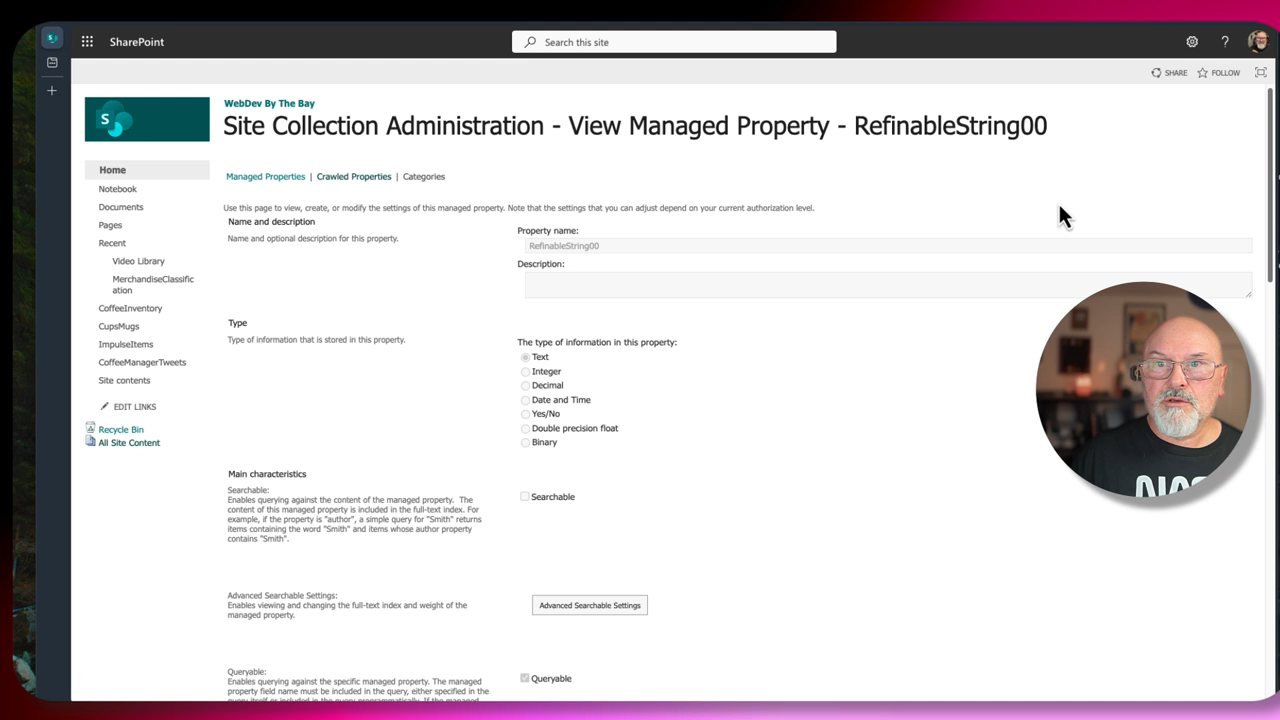 SharePoint
Search this site
SHARE
FOLLOW
S
WebDev By The Bay
Site Collection Administration - View Managed Property - RefinableString00
Home
Notebook
Documents
Pages
Recent
Video Library
MerchandiseClassific
ation
CoffeeInventory
CupsMugs
ImpulseItems
CoffeeManagerTweets
Site contents
EDIT LINKS
Recycle Bin
All Site Content
Managed Properties | Crawled Properties | Categories
Use this page to view, create, or modify the settings of this managed property. Note that the settings that you can adjust depend on your current authorization level.
Name and description
Name and optional description for this property.
Property name:
RefinableString00
Description:
Type
Type of information that is stored in this property.
The type of information in this property:
Text
Integer
Decimal
Date and Time
Yes/No
Double precision float
Binary
Main characteristics
Searchable:
Enables querying against the content of the managed property. The
content of this managed property is included in the full-text index. For
example, if the property is "author", a simple query for "Smith" returns
items containing the word "Smith" and items whose author property
contains "Smith".
Searchable
Advanced Searchable Settings:
Enables viewing and changing the full-text index and weight of the
managed property.
Advanced Searchable Settings
Queryable:
Enables querying against the specific managed property. The managed
property field name must be included in the query, either specified in the
query itself or included in the query programmatically. If the managed
Queryable